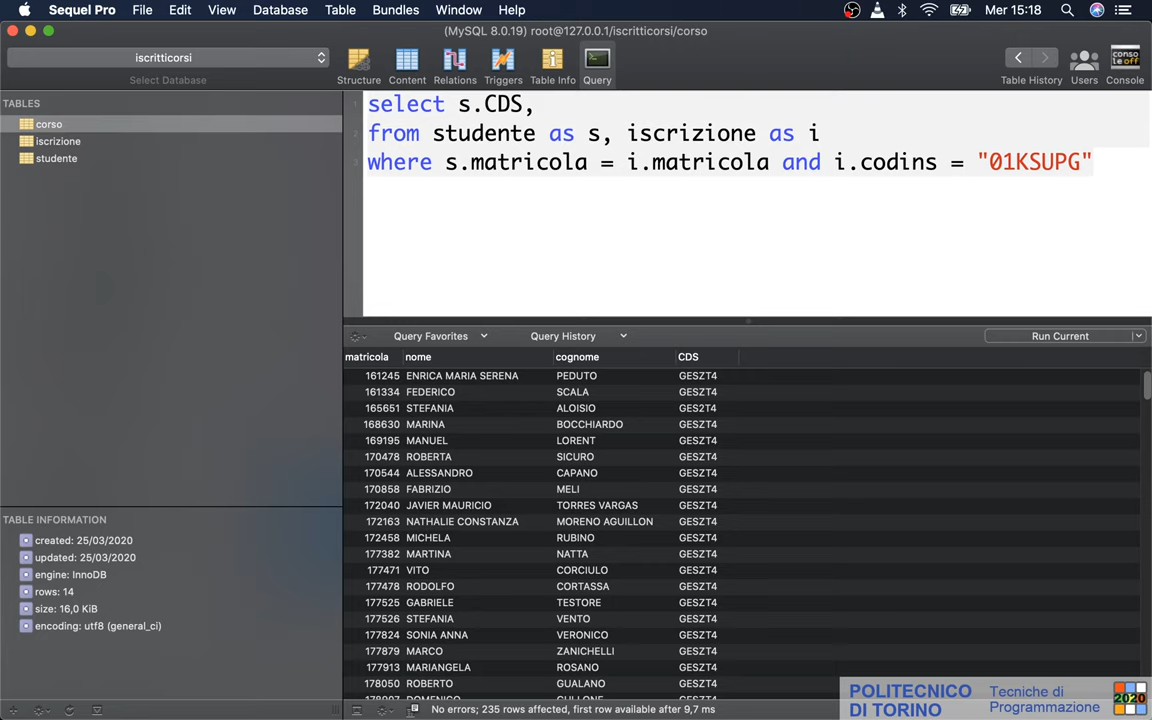 Sequel Pro File Edit View Database Table Bundles Window Help Mer 15:18
(MySQL 8.0.19) root@127.0.0.1/iscritticorsi/corso
iscritticorsi
Select Database
Structure Content Relations Triggers Table Info Query
Table History Users Console
conso
le off
TABLES
corso
iscrizione
studente
1 select s.CDS,
from studente as s, iscrizione as i
3 where s.matricola = i.matricola and i.codins = "01KSUPG"
Query Favorites Query History Run Current
matricola nome cognome CDS
161245 ENRICA MARIA SERENA PEDUTO GESZT4
161334 FEDERICO SCALA GESZT4
165651 STEFANIA ALOISIO GES2T4
168630 MARINA BOCCHIARDO GESZT4
169195 MANUEL LORENT GESZT4
170478 ROBERTA SICURO GESZT4
170544 ALESSANDRO CAPANO GESZT4
170858 FABRIZIO MELI GESZT4
172040 JAVIER MAURICIO TORRES VARGAS GESZT4
172163 NATHALIE CONSTANZA MORENO AGUILLON GESZT4
172458 MICHELA RUBINO GESZT4
177382 MARTINA NATTA GESZT4
177471 VITO CORCIULO GESZT4
177478 RODOLFO CORTASSA GESZT4
177525 GABRIELE TESTORE GESZT4
177526 STEFANIA VENTO GESZT4
177824 SONIA ANNA VERONICO GESZT4
177879 MARCO ZANICHELLI GESZT4
177913 MARIANGELA ROSANO GESZT4
178050 ROBERTO GUALANO GESZT4
TABLE INFORMATION
created: 25/03/2020
updated: 25/03/2020
engine: InnoDB
rows: 14
size: 16,0 KiB
encoding: utf8 (general_ci)
No errors; 235 rows affected, first row available after 9,7 ms
POLITECNICO
DI TORINO
Tecniche di
Programmazione
2020